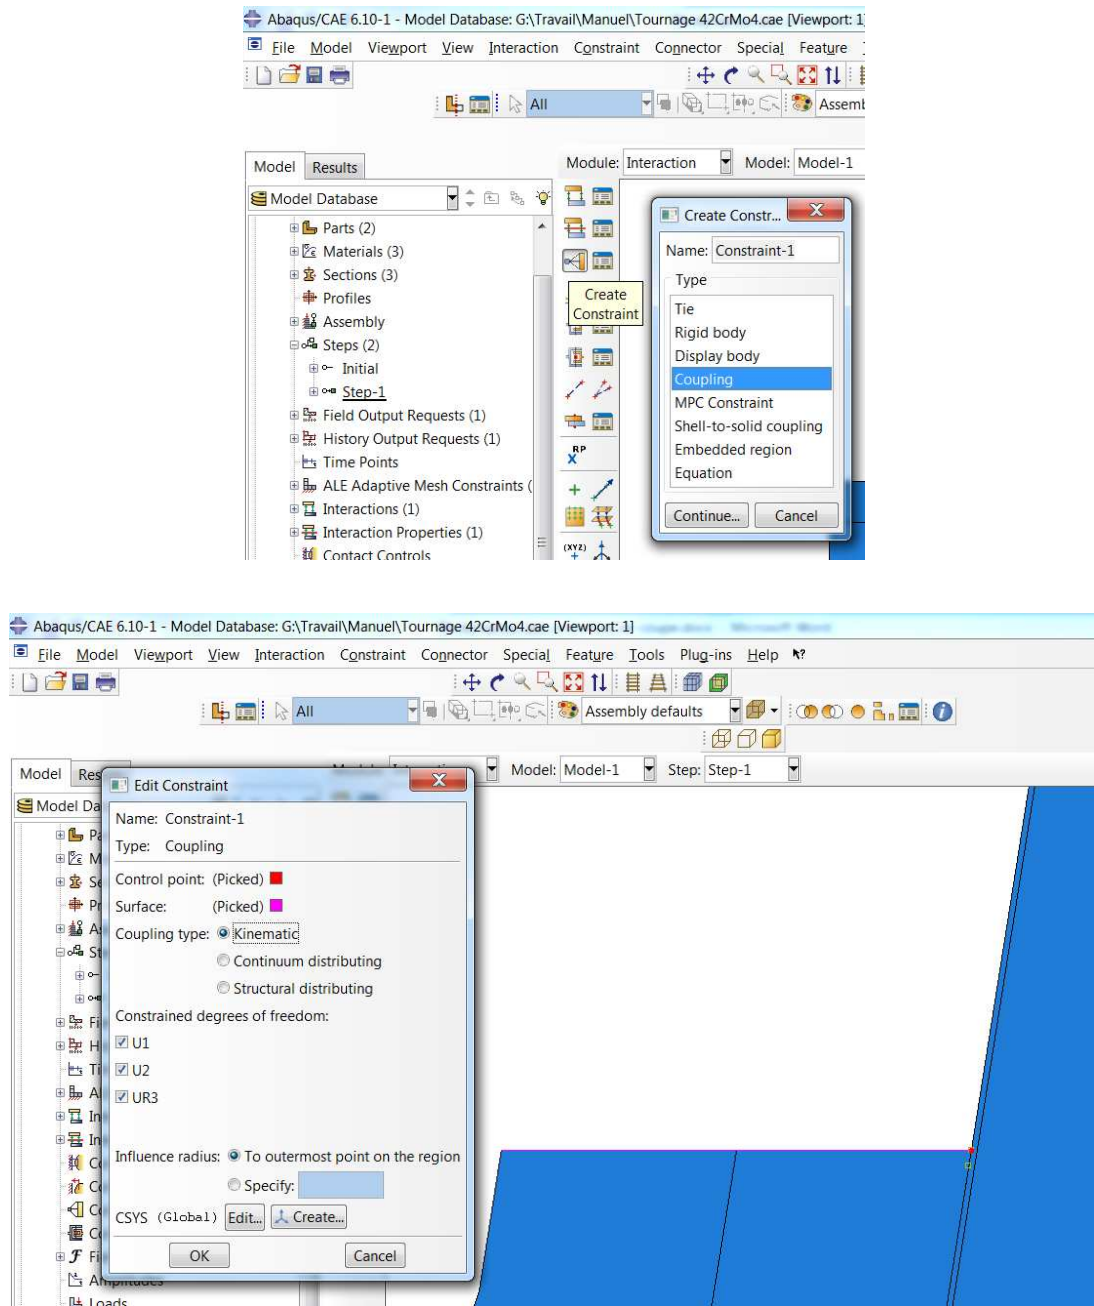 Abaqus/CAE 6.10-1 - Model Database: G:\Travail\Manuel\Tournage 42CrMo4.cae [Viewport: 1]
File Model Viewport View Interaction Constraint Connector Special Feature
All
Assemb
Model Results
Module: Interaction Model: Model-1
Model Database
Parts (2)
Materials (3)
Sections (3)
Profiles
Assembly
Steps (2)
Initial
Step-1
Field Output Requests (1)
History Output Requests (1)
Time Points
ALE Adaptive Mesh Constraints (
Interactions (1)
Interaction Properties (1)
Contact Controls
Create
Constraint
RP
(XYZ)
Create Constr...
Name: Constraint-1
Type
Tie
Rigid body
Display body
Coupling
MPC Constraint
Shell-to-solid coupling
Embedded region
Equation
Continue... Cancel
Abaqus/CAE 6.10-1 - Model Database: G:\Travail\Manuel\Tournage 42CrMo4.cae [Viewport: 1]
File Model Viewport View Interaction Constraint Connector Special Feature Tools Plug-ins Help
All Assembly defaults
Model Res
Model: Model-1 Step: Step-1
Model Da
Edit Constraint
Name: Constraint-1
Type: Coupling
Control point: (Picked)
Surface: (Picked)
Coupling type: Kinematic
Continuum distributing
Structural distributing
Constrained degrees of freedom:
U1
U2
UR3
Influence radius: To outermost point on the region
Specify:
CSYS (Global) Edit... Create...
OK Cancel
Amplitudes
Loads